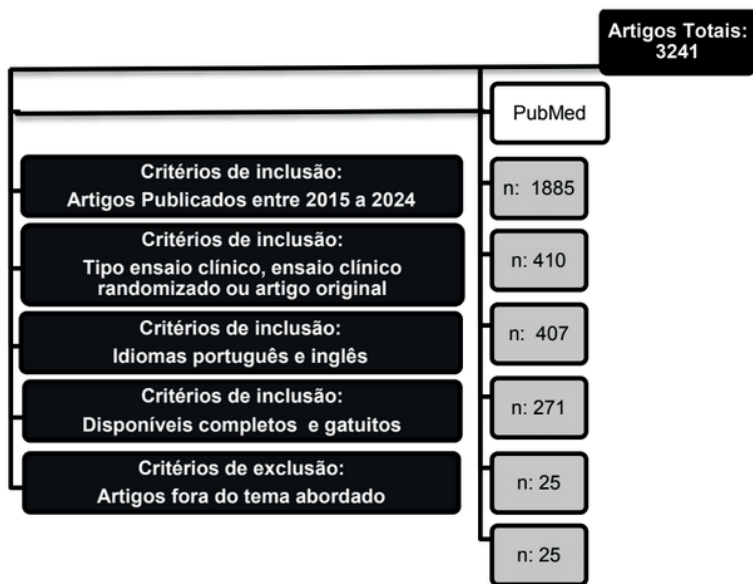 Artigos Totais:
3241
PubMed
Critérios de inclusão:
Artigos Publicados entre 2015 a 2024
n: 1885
Critérios de inclusão:
Tipo ensaio clínico, ensaio clínico
randomizado ou artigo original
n: 410
Critérios de inclusão:
Idiomas português e inglês
n: 407
Critérios de inclusão:
Disponíveis completos e gatuitos
n: 271
Critérios de exclusão:
Artigos fora do tema abordado
n: 25
n: 25